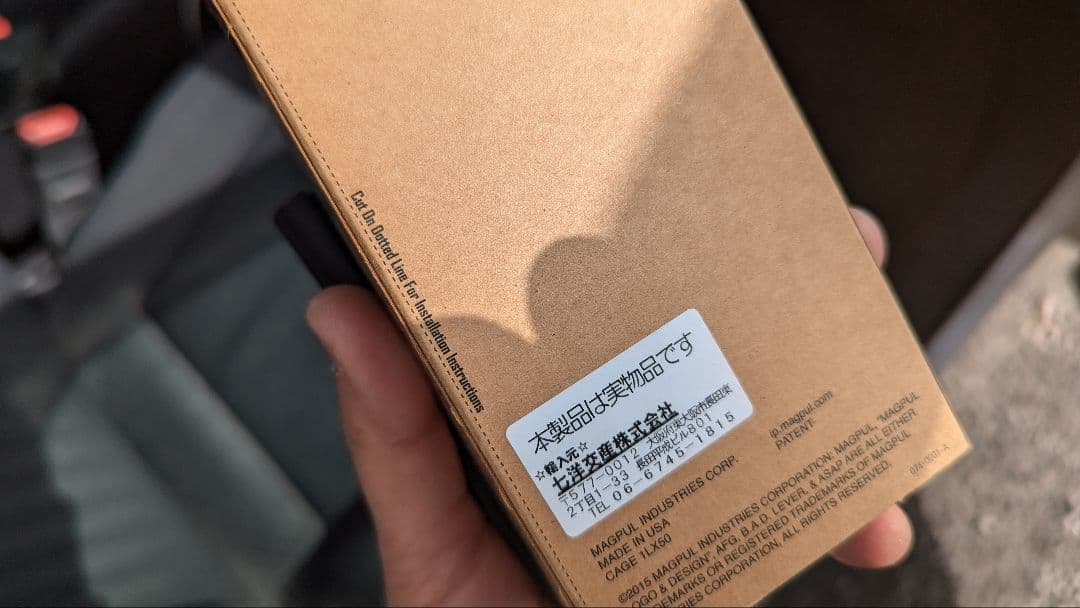 Cut On Dotted Line For Installation Instructions
本製品は実物品です
☆輸入元☆
七洋交産株式会社
〒577-0012 大阪府東大阪市長田東
2丁目1-33 長田平成ビル801
TEL 06-6745-1815
jp.magpul.com
PATENT
MAGPUL INDUSTRIES CORP.
MADE IN USA
CAGE 1LX50
©2015 MAGPUL INDUSTRIES CORPORATION. MAGPUL, "MAGPUL
LOGO & DESIGN" AFG, B.A.D. LEVER, & ASAP ARE ALL EITHER
TRADEMARKS OR REGISTERED TRADEMARKS OF MAGPUL
INDUSTRIES CORPORATION, ALL RIGHTS RESERVED.